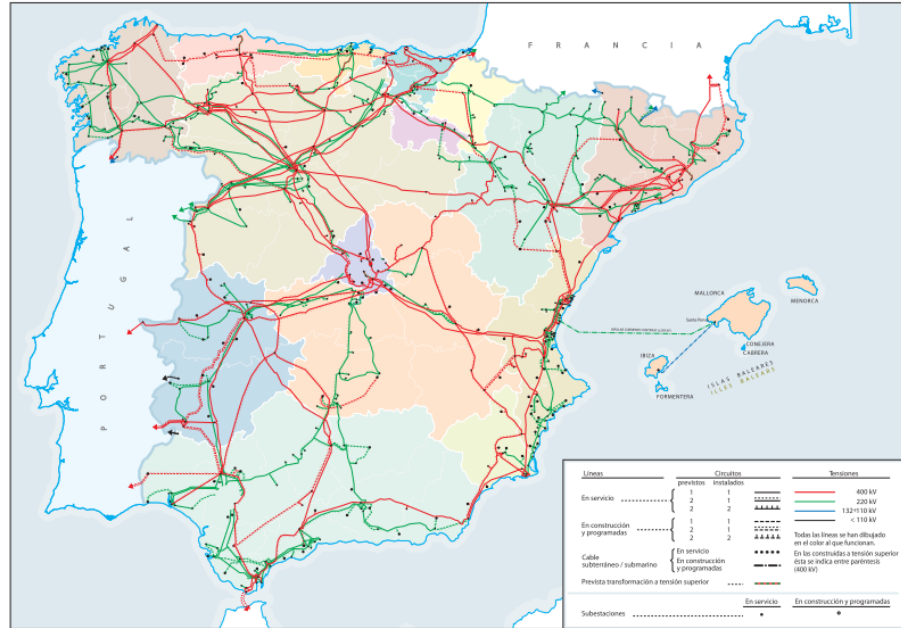 FRANCIA
PORTUGAL
MALLORCA
MENORCA
Santa Ponsa
CONEJERA
CABRERA
IBIZA
FORMENTERA
ISLAS BALEARES
ILLES BALEARS
Líneas Circuitos Tensiones
previstos instalados
En servicio 1 1 400 kV
2 1 220 kV
2 2 132-110 kV
< 110 kV
En construcción y programadas 1 1
2 1
2 2
Todas las líneas se han dibujado
en el color al que funcionan.
Cable subterráneo / submarino
En servicio
En construcción
y programadas
En las construidas a tensión superior
ésta se indica entre paréntesis
(400 kV)
Prevista transformación a tensión superior
En servicio En construcción y programadas
Subestaciones